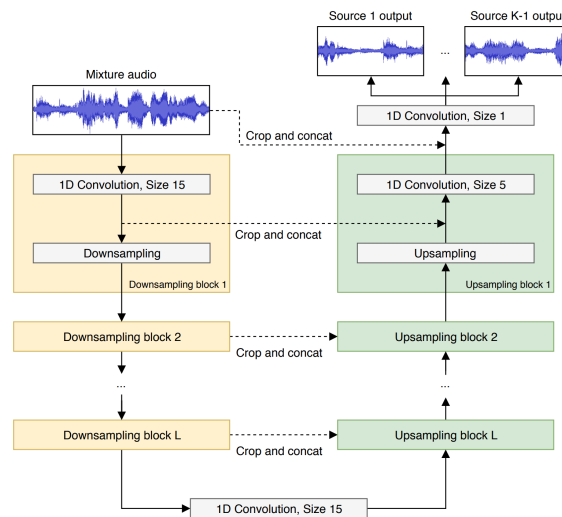 Source 1 output
Source K-1 output
...
Mixture audio
1D Convolution, Size 1
Crop and concat
1D Convolution, Size 15
1D Convolution, Size 5
Crop and concat
Downsampling
Upsampling
Downsampling block 1
Upsampling block 1
Downsampling block 2
Upsampling block 2
Crop and concat
...
...
Downsampling block L
Upsampling block L
Crop and concat
1D Convolution, Size 15